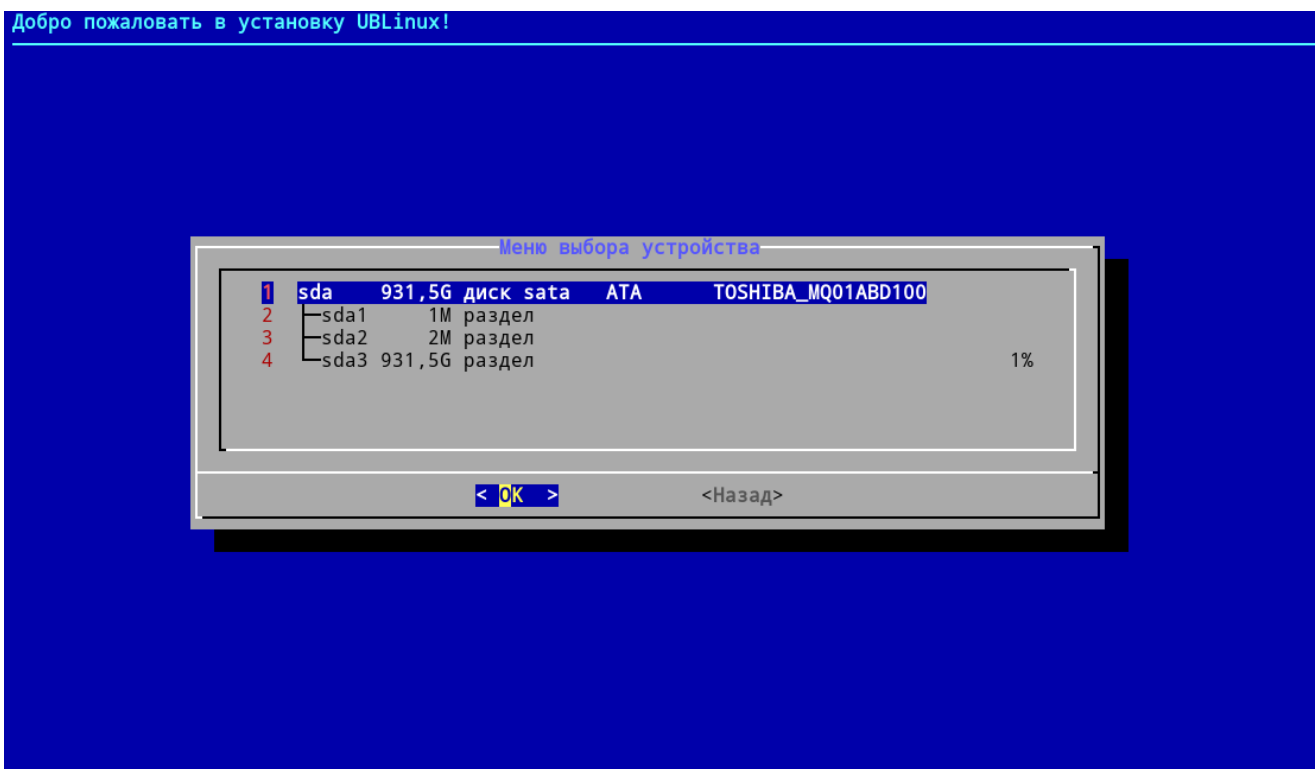 Добро пожаловать в установку UBLinux!
Меню выбора устройства
1 sda 931,5G диск sata ATA TOSHIBA_MQ01ABD100
2 ├─sda1 1M раздел
3 ├─sda2 2M раздел
4 └─sda3 931,5G раздел 1%
< OK > <Назад>